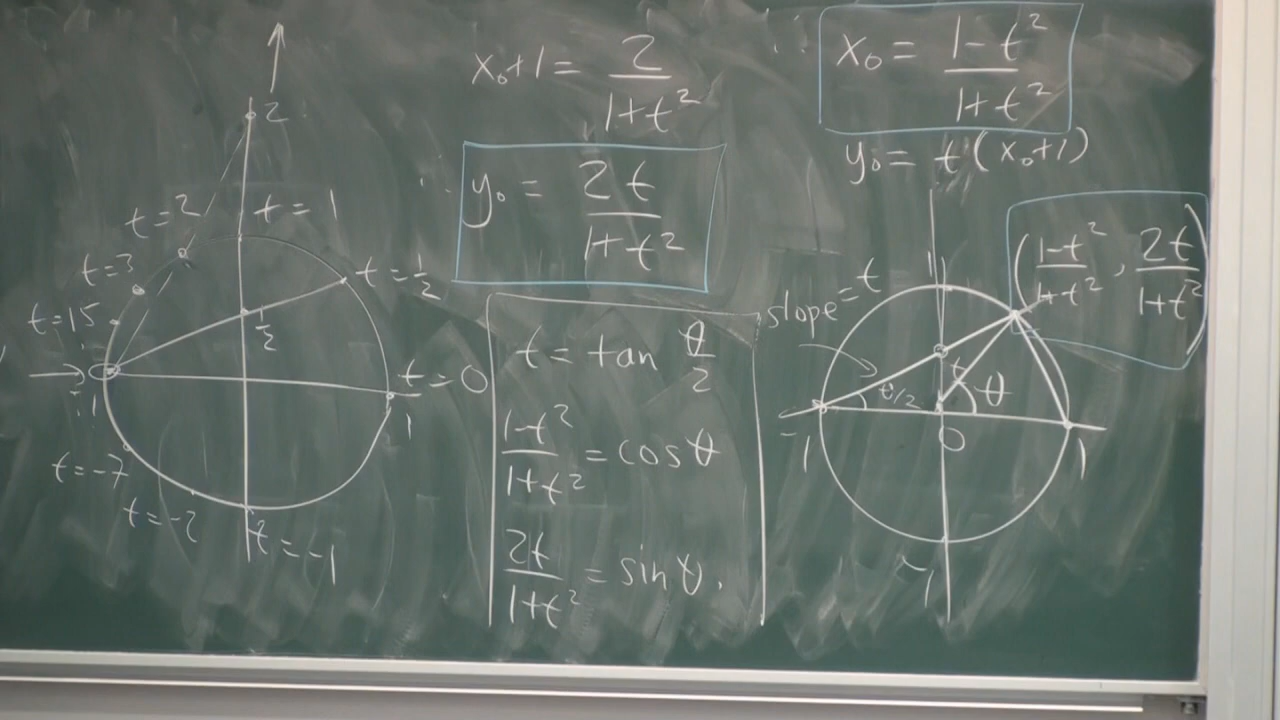 2
t=2
t=1
t=3
t=15
t=1/2
1/2
-1
t=0
1
t=-7
t=-2
t=-1
x₀+1 = 2/(1+t²)
∴ y₀ = 2t/(1+t²)
∴ x₀ = (1-t²)/(1+t²)
y₀ = t(x₀+1)
t = tan θ/2
(1-t²)/(1+t²) = cosθ
2t/(1+t²) = sinθ.
((1-t²)/(1+t²), 2t/(1+t²))
slope = t
1
t
θ/2
θ
-1
0
1
-1